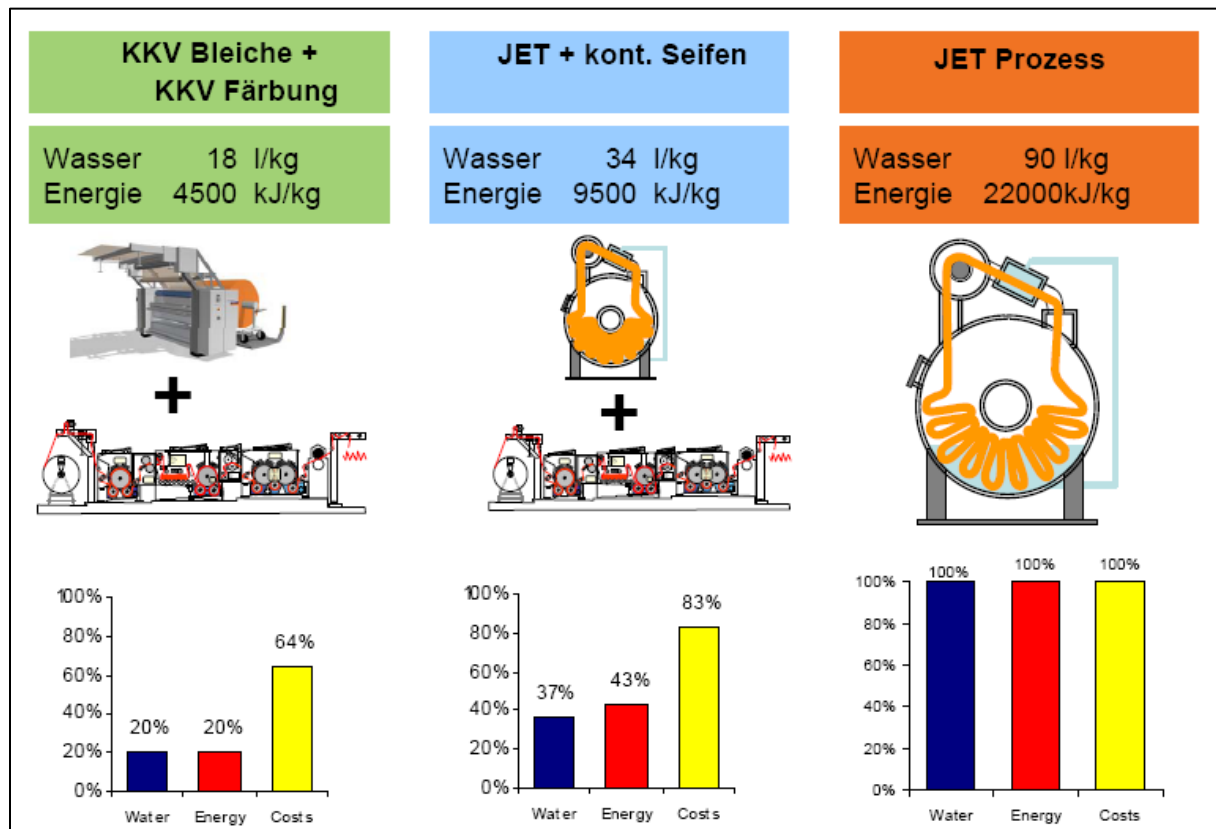 KKV Bleiche +
KKV Färbung
Wasser 18 l/kg
Energie 4500 kJ/kg
20%
20%
64%
100%
80%
60%
40%
20%
0%
Water Energy Costs
JET + kont. Seifen
Wasser 34 l/kg
Energie 9500 kJ/kg
37%
43%
83%
100%
80%
60%
40%
20%
0%
Water Energy Costs
JET Prozess
Wasser 90 l/kg
Energie 22000kJ/kg
100% 100% 100%
100%
80%
60%
40%
20%
0%
Water Energy Costs